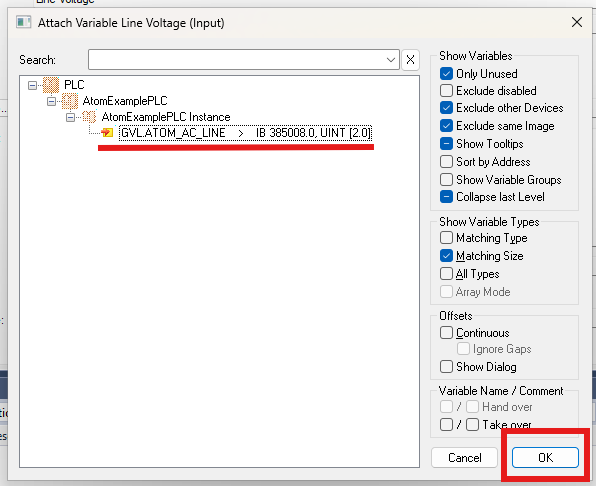 Line Voltage
Attach Variable Line Voltage (Input)
Search:
X
PLC
AtomExamplePLC
AtomExamplePLC Instance
GVL.ATOM_AC_LINE > IB 385008.0, UINT [2.0]
Show Variables
Only Unused
Exclude disabled
Exclude other Devices
Exclude same Image
Show Tooltips
Sort by Address
Show Variable Groups
Collapse last Level
Show Variable Types
Matching Type
Matching Size
All Types
Array Mode
Offsets
Continuous
Ignore Gaps
Show Dialog
Variable Name / Comment
/ Hand over
/ Take over
Cancel
OK